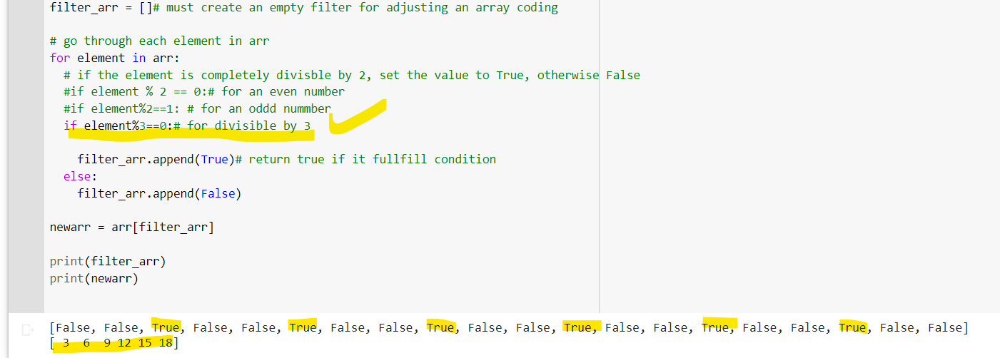 filter_arr = []# must create an empty filter for adjusting an array coding
# go through each element in arr
for element in arr:
# if the element is completely divisble by 2, set the value to True, otherwise False
#if element % 2 == 0:# for an even number
#if element%2==1: # for an oddd nummber
if element%3==0:# for divisible by 3
filter_arr.append(True)# return true if it fullfill condition
else:
filter_arr.append(False)
newarr = arr[filter_arr]
print(filter_arr)
print(newarr)
[False, False, True, False, False, True, False, False, True, False, False, True, False, False, True, False, False, True, False, False]
[ 3  6  9 12 15 18]